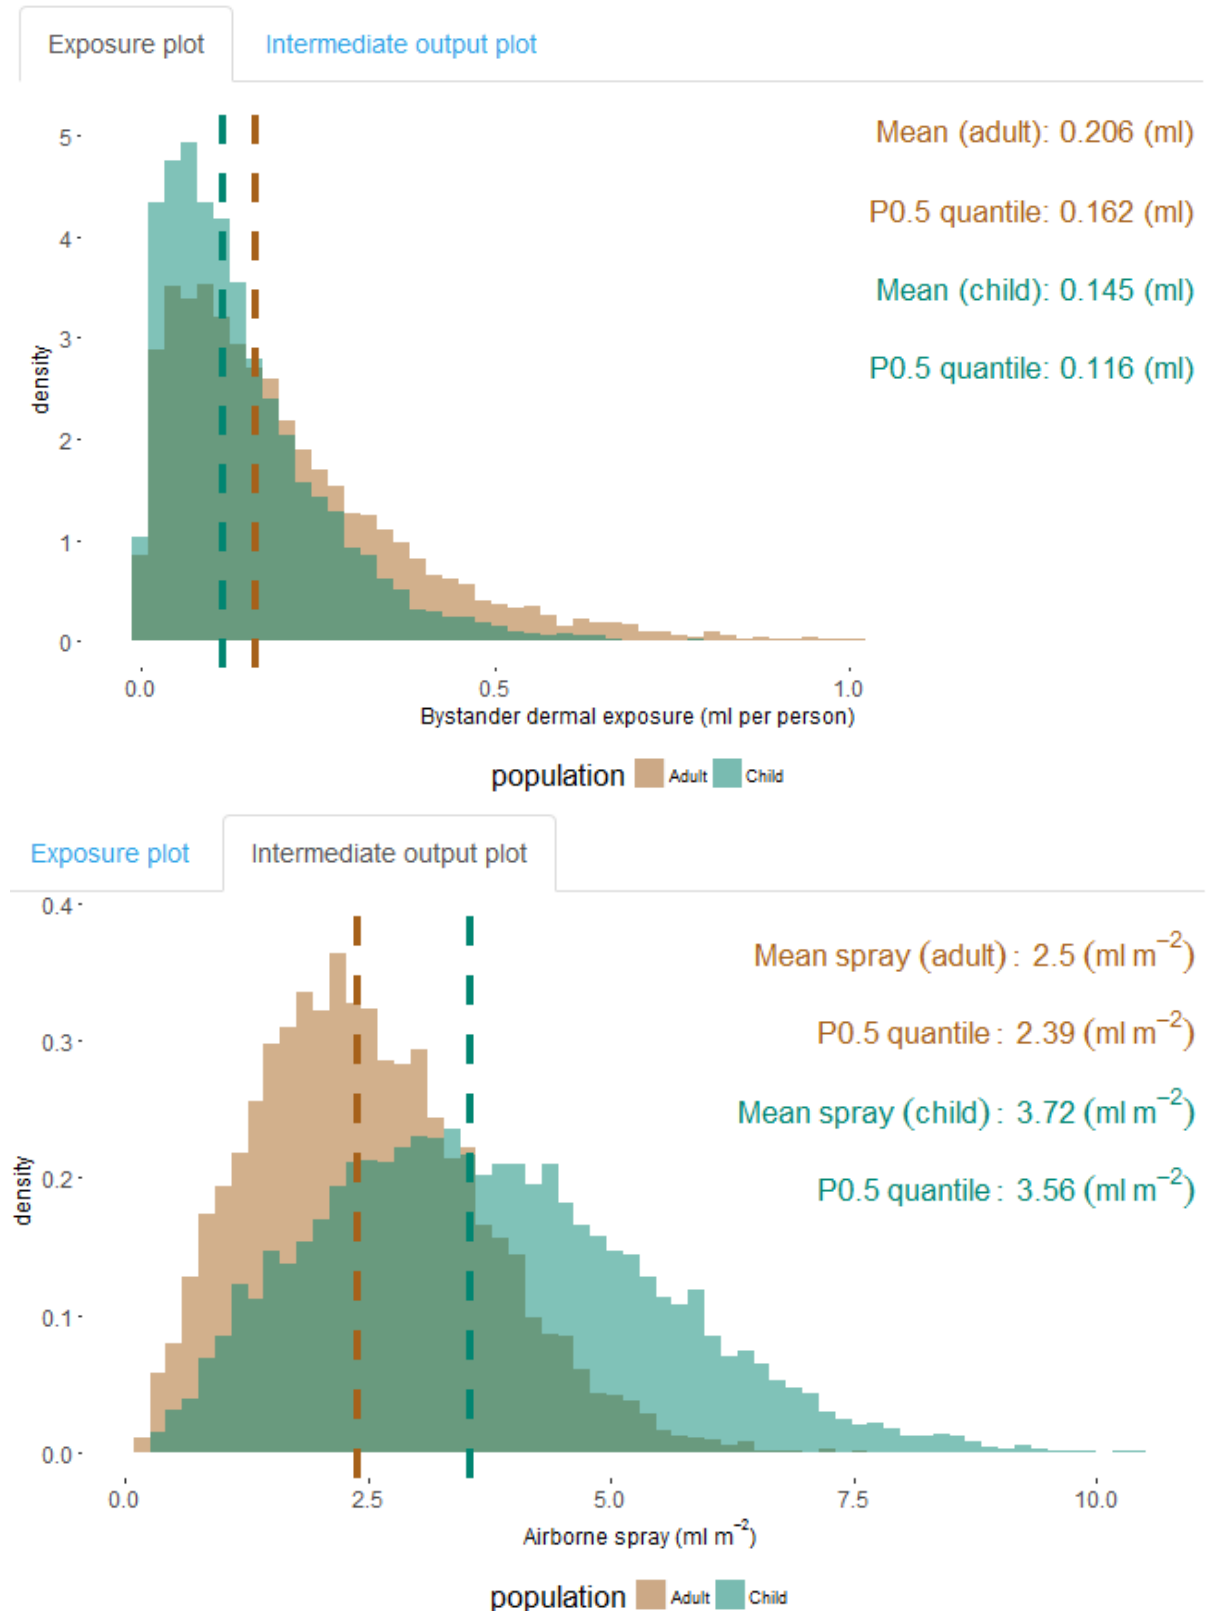 Exposure plot Intermediate output plot
Mean (adult): 0.206 (ml)
P0.5 quantile: 0.162 (ml)
Mean (child): 0.145 (ml)
P0.5 quantile: 0.116 (ml)
5
4
3
2
1
0
density
0.0 0.5 1.0
Bystander dermal exposure (ml per person)
population Adult Child
Exposure plot Intermediate output plot
Mean spray (adult) : 2.5 (ml m⁻²)
P0.5 quantile : 2.39 (ml m⁻²)
Mean spray (child) : 3.72 (ml m⁻²)
P0.5 quantile : 3.56 (ml m⁻²)
0.4
0.3
0.2
0.1
0.0
density
0.0 2.5 5.0 7.5 10.0
Airborne spray (ml m⁻²)
population Adult Child